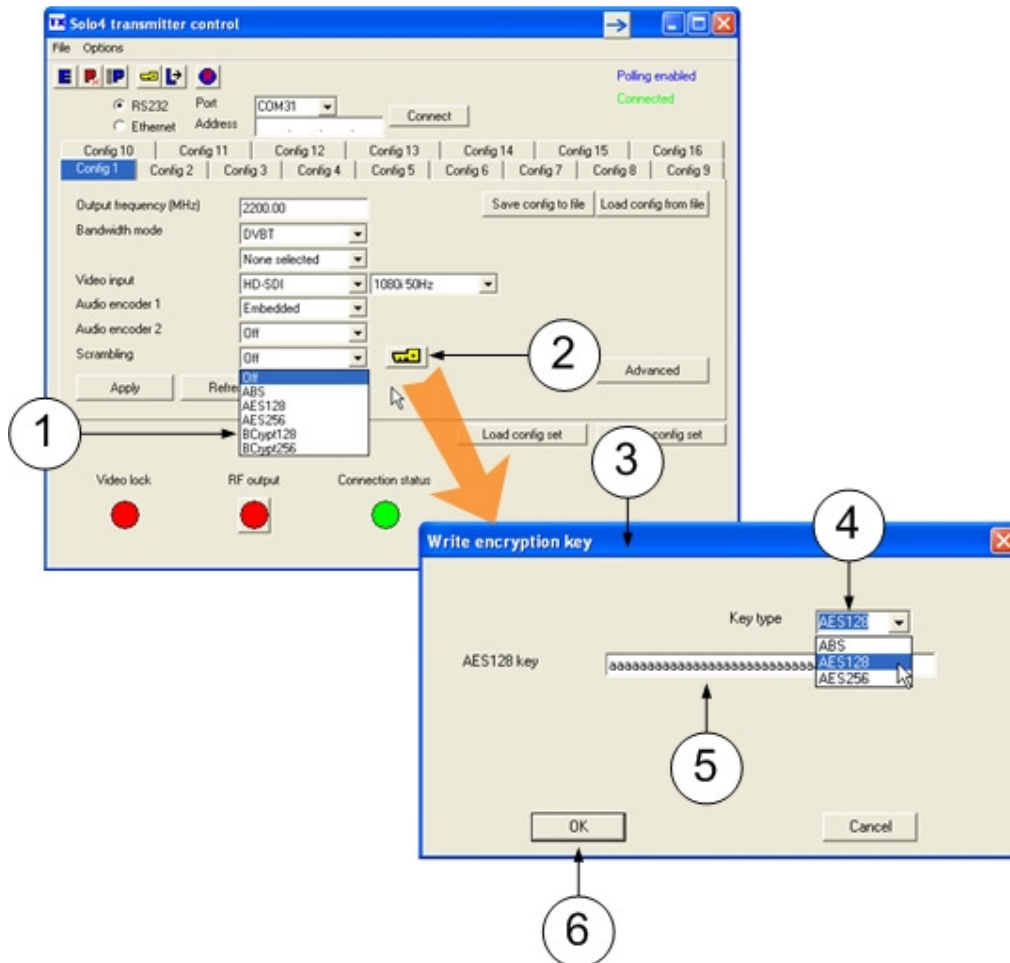 TX Solo4 transmitter control
File Options
E P IP
Polling enabled
Connected
RS232 Port COM31
Ethernet Address . . .
Connect
Config 10 Config 11 Config 12 Config 13 Config 14 Config 15 Config 16
Config 1 Config 2 Config 3 Config 4 Config 5 Config 6 Config 7 Config 8 Config 9
Output frequency (MHz) 2200.00 Save config to file Load config from file
Bandwidth mode DVBT
None selected
Video input HD-SDI 1080i 50Hz
Audio encoder 1 Embedded
Audio encoder 2 Off
Scrambling Off
2
Advanced
Apply
Off
ABS
AES128
AES256
BCrypt128
BCrypt256
1
Load config set config set
3
Video lock RF output Connection status
4
Write encryption key
Key type AES128
ABS
AES128
AES256
AES128 key
5
OK Cancel
6